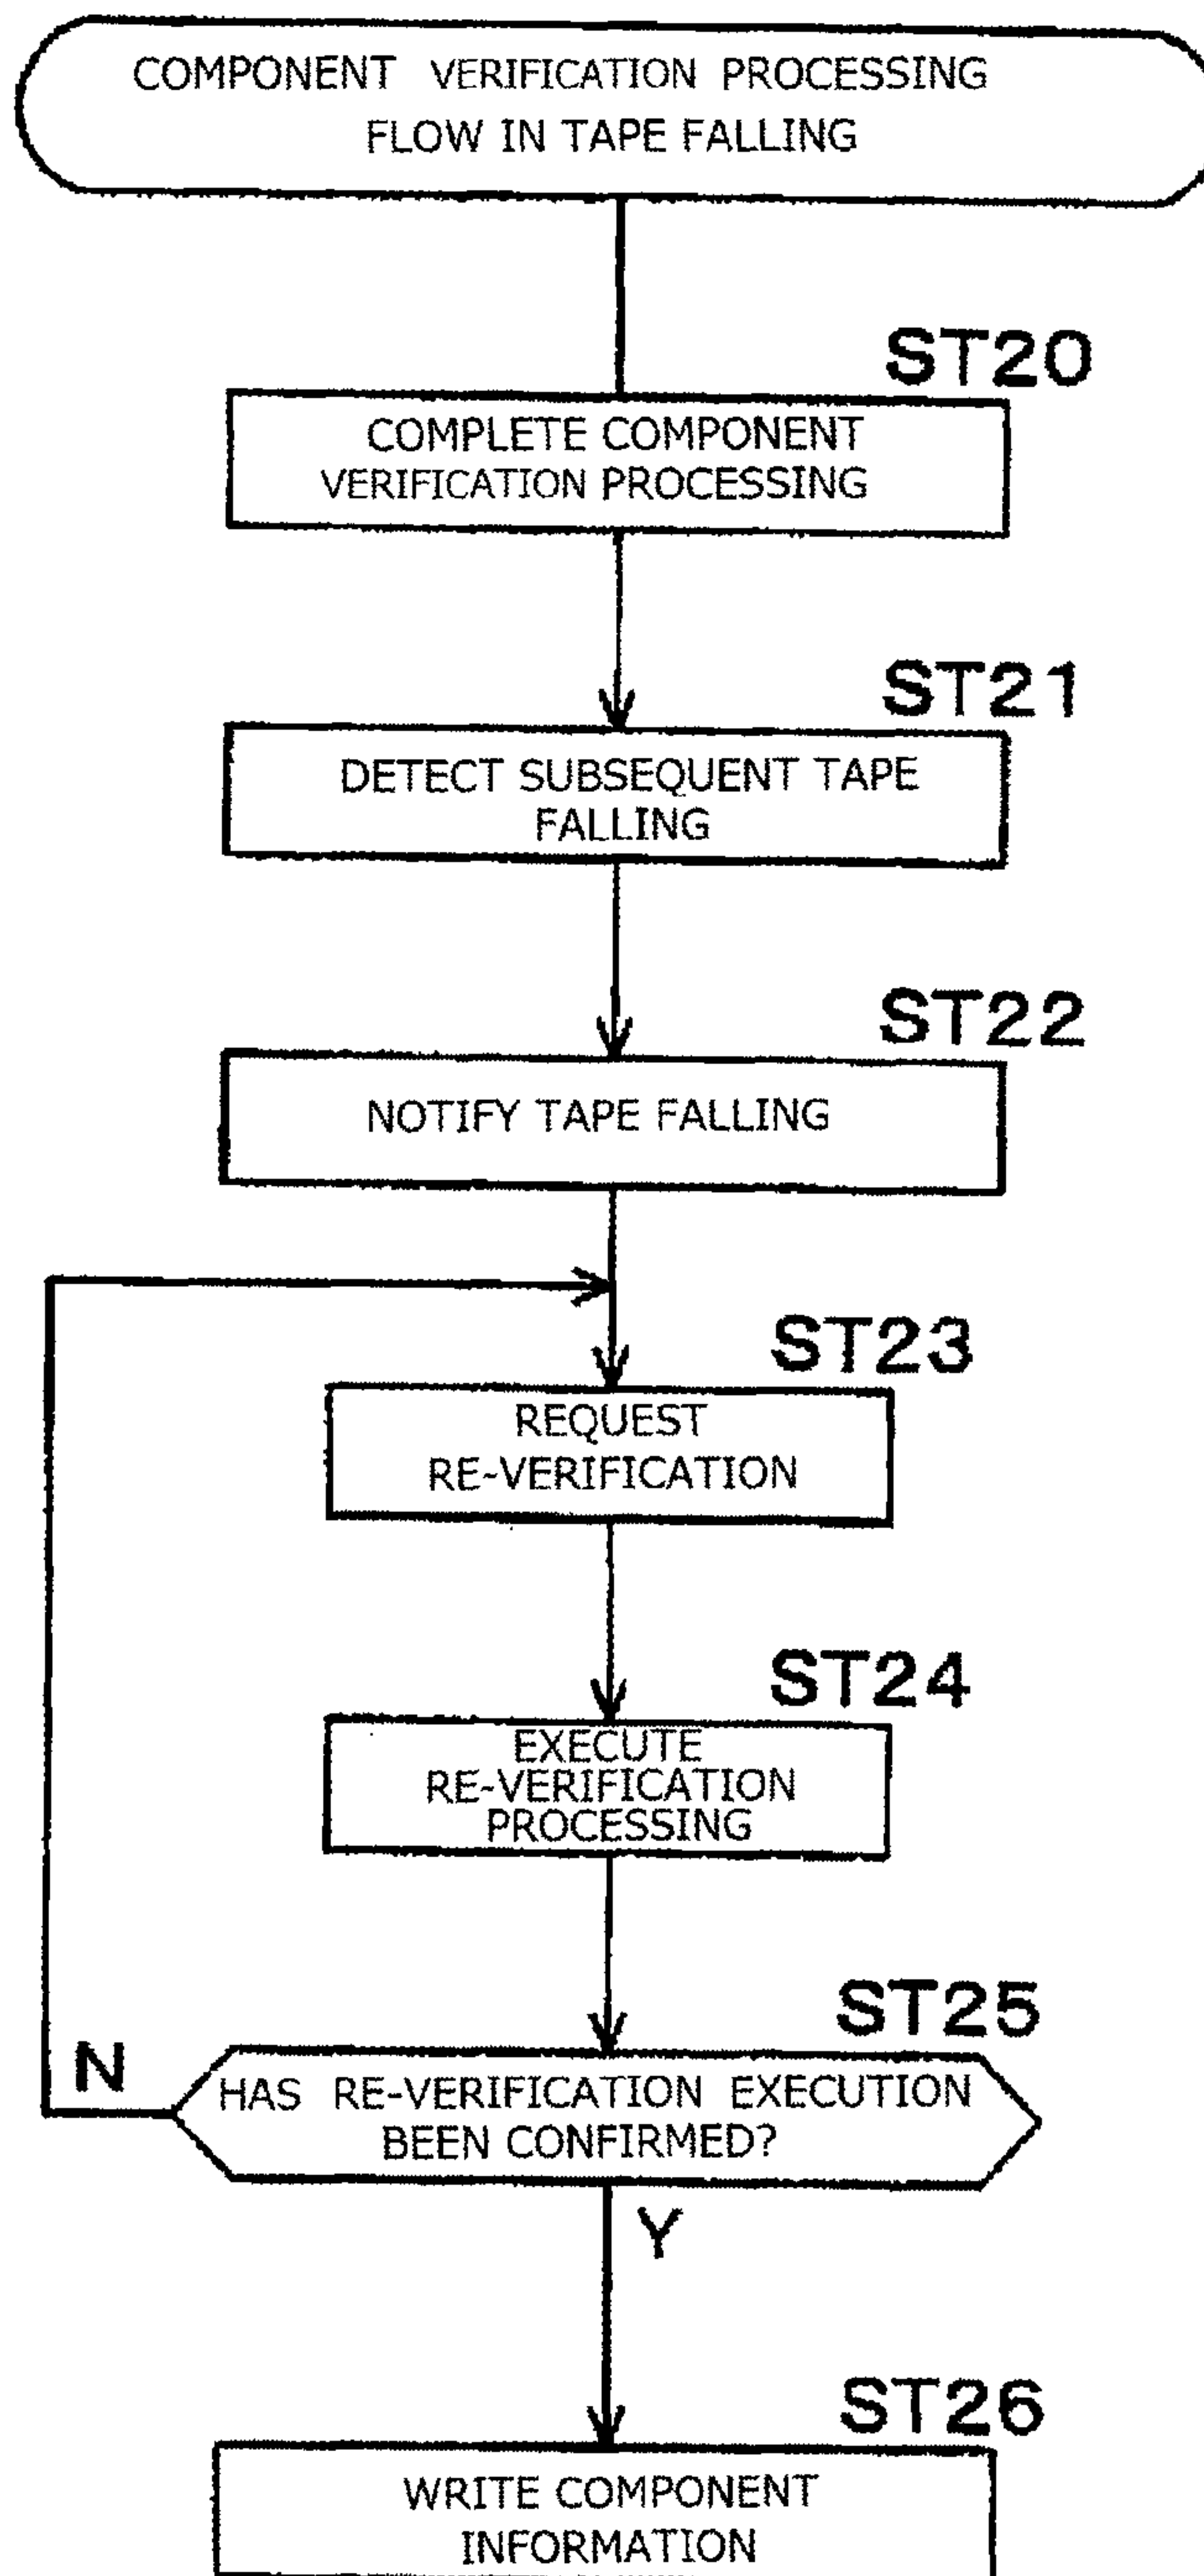 COMPONENT VERIFICATION PROCESSING
FLOW IN TAPE FALLING
ST20
COMPLETE COMPONENT
VERIFICATION PROCESSING
ST21
DETECT SUBSEQUENT TAPE
FALLING
ST22
NOTIFY TAPE FALLING
ST23
REQUEST
RE-VERIFICATION
ST24
EXECUTE
RE-VERIFICATION
PROCESSING
ST25
N
HAS RE-VERIFICATION EXECUTION
BEEN CONFIRMED?
Y
ST26
WRITE COMPONENT
INFORMATION